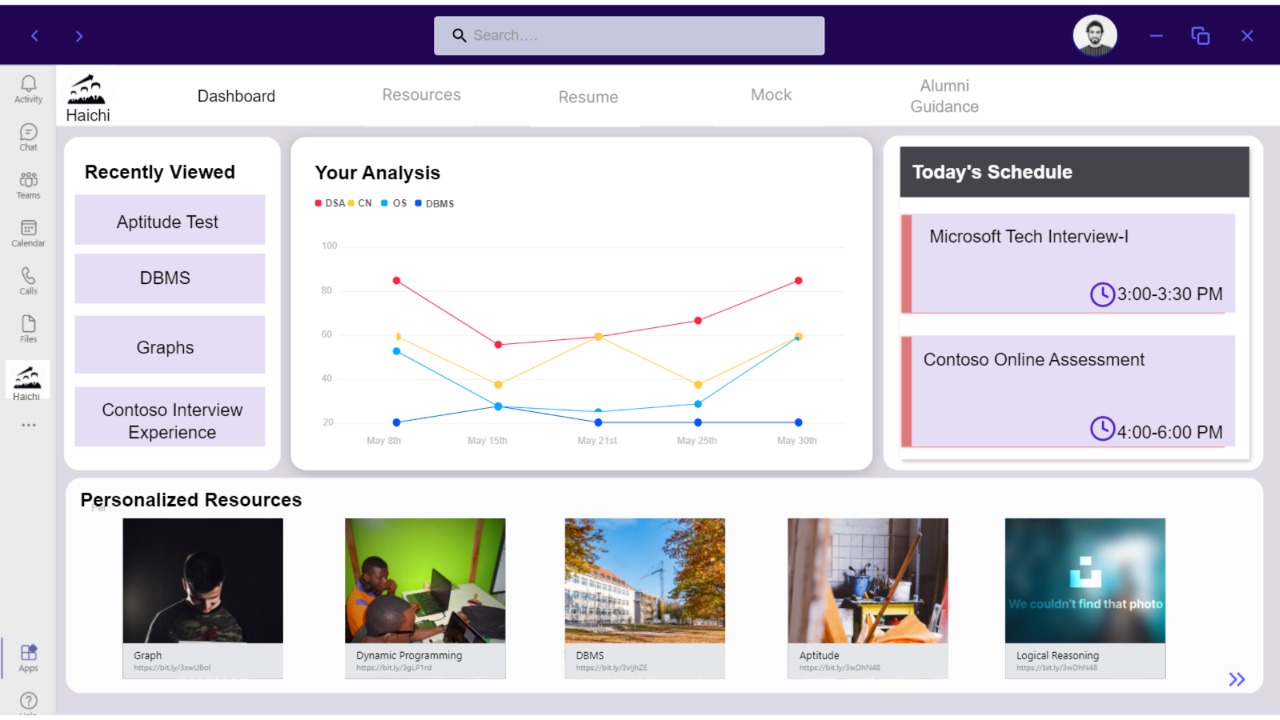 Search....
Activity
Chat
Teams
Calendar
Calls
Files
Haichi
Apps
Haichi
Dashboard
Resources
Resume
Mock
Alumni
Guidance
Recently Viewed
Aptitude Test
DBMS
Graphs
Contoso Interview
Experience
Your Analysis
DSA CN OS DBMS
100
80
60
40
20
May 8th May 15th May 21st May 25th May 30th
Today's Schedule
Microsoft Tech Interview-I
3:00-3:30 PM
Contoso Online Assessment
4:00-6:00 PM
Personalized Resources
Graph
https://bit.ly/3xwUBol
Dynamic Programming
https://bit.ly/3gLP1rd
DBMS
https://bit.ly/3vIjhZE
Aptitude
https://bit.ly/3wDhN48
We couldn't find that photo
Logical Reasoning
https://bit.ly/3wDhN48